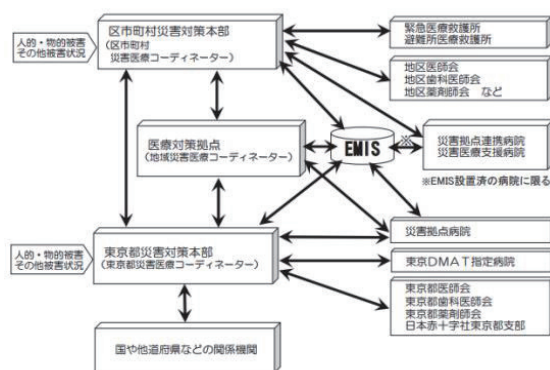 人的・物的被害
その他被害状況
区市町村災害対策本部
(区市町村
災害医療コーディネーター)
緊急医療救護所
避難所医療救護所
地区医師会
地区歯科医師会
地区薬剤師会 など
医療対策拠点
(地域災害医療コーディネーター)
EMIS
※
災害拠点連携病院
災害医療支援病院
※EMIS設置済の病院に限る
人的・物的被害
その他被害状況
東京都災害対策本部
(東京都災害医療コーディネーター)
災害拠点病院
東京DMAT指定病院
東京都医師会
東京都歯科医師会
東京都薬剤師会
日本赤十字社東京都支部
国や他道府県などの関係機関